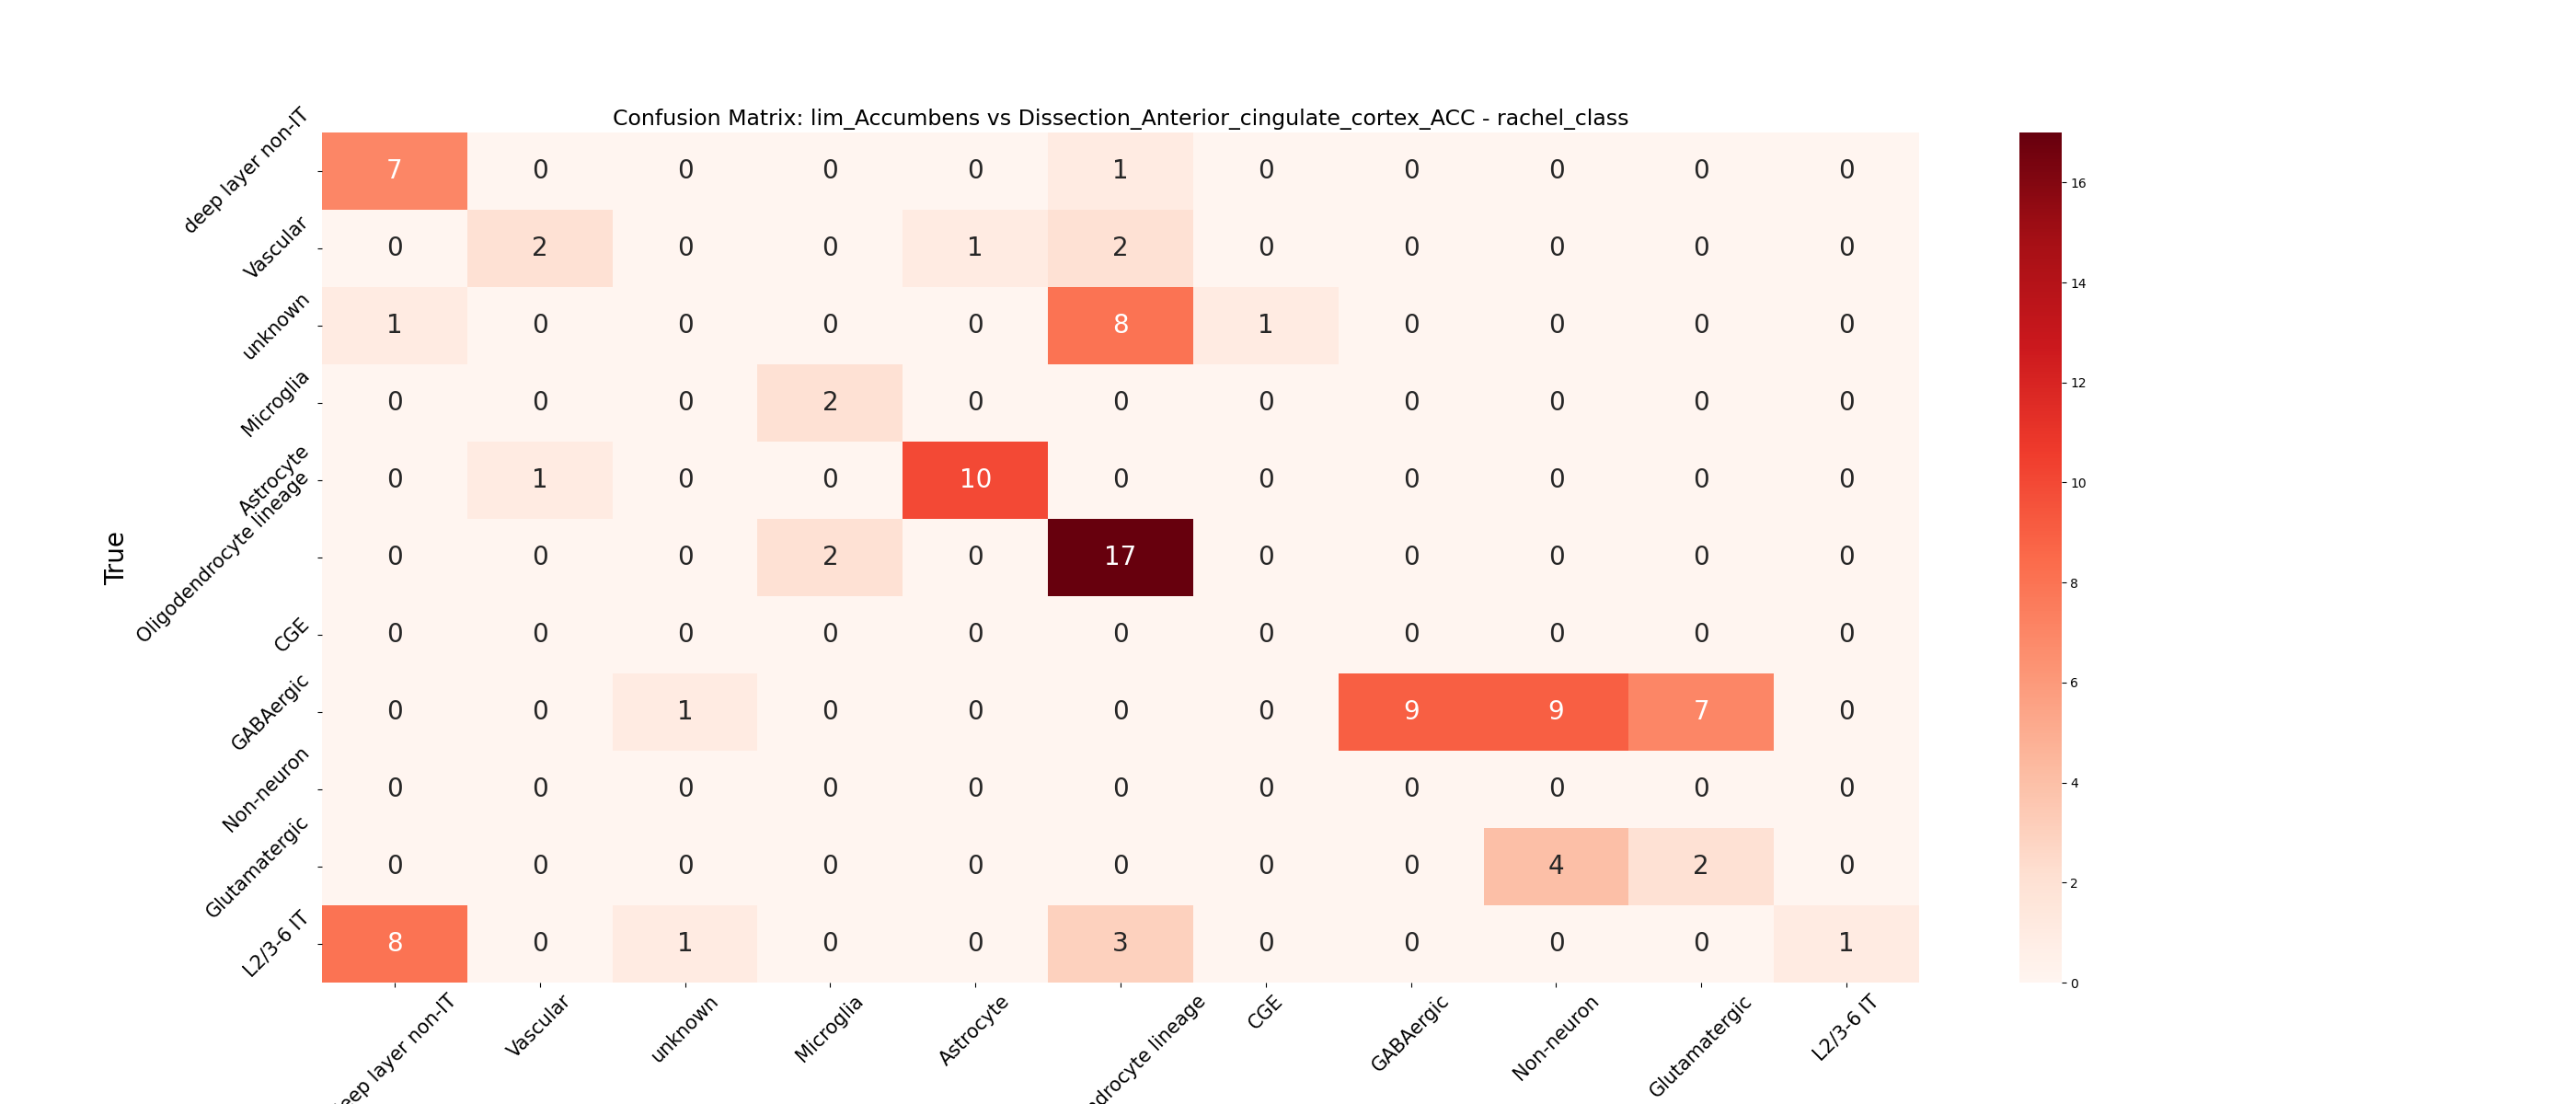 Confusion Matrix: lim_Accumbens vs Dissection_Anterior_cingulate_cortex_ACC - rachel_class
True
deep layer non-IT 7 0 0 0 0 1 0 0 0 0 0
Vascular 0 2 0 0 1 2 0 0 0 0 0
unknown 1 0 0 0 0 8 1 0 0 0 0
Microglia 0 0 0 2 0 0 0 0 0 0 0
Astrocyte 0 1 0 0 10 0 0 0 0 0 0
Oligodendrocyte lineage 0 0 0 2 0 17 0 0 0 0 0
CGE 0 0 0 0 0 0 0 0 0 0 0
GABAergic 0 0 1 0 0 0 0 9 9 7 0
Non-neuron 0 0 0 0 0 0 0 0 0 0 0
Glutamatergic 0 0 0 0 0 0 0 0 4 2 0
L2/3-6 IT 8 0 1 0 0 3 0 0 0 0 1
layer non-IT Vascular unknown Microglia Astrocyte lineage CGE GABAergic Non-neuron Glutamatergic L2/3-6 IT
16
14
12
10
8
6
4
2
0